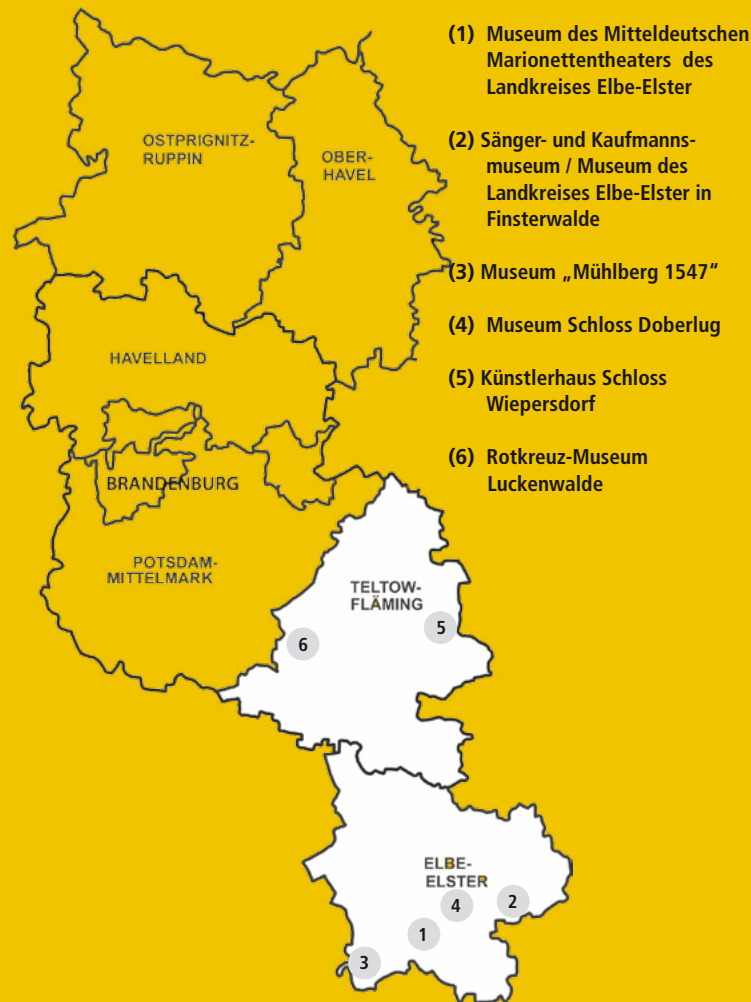 (1) Museum des Mitteldeutschen
Marionettentheaters des
Landkreises Elbe-Elster
(2) Sänger- und Kaufmanns-
museum / Museum des
Landkreises Elbe-Elster in
Finsterwalde
(3) Museum „Mühlberg 1547“
(4) Museum Schloss Doberlug
(5) Künstlerhaus Schloss
Wiepersdorf
(6) Rotkreuz-Museum
Luckenwalde
OSTPRIGNITZ-
RUPPIN
OBER-
HAVEL
HAVELLAND
BRANDENBURG
POTSDAM-
MITTELMARK
TELTOW-
FLÄMING
5
6
ELBE-
ELSTER
4
2
1
3